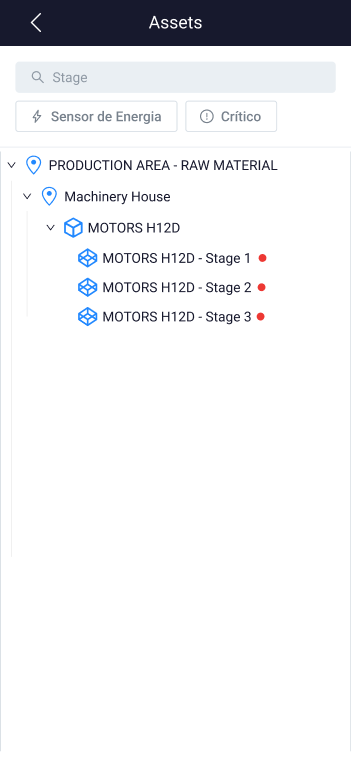 Assets
Stage
Sensor de Energia
Crítico
PRODUCTION AREA - RAW MATERIAL
Machinery House
MOTORS H12D
MOTORS H12D - Stage 1
MOTORS H12D - Stage 2
MOTORS H12D - Stage 3